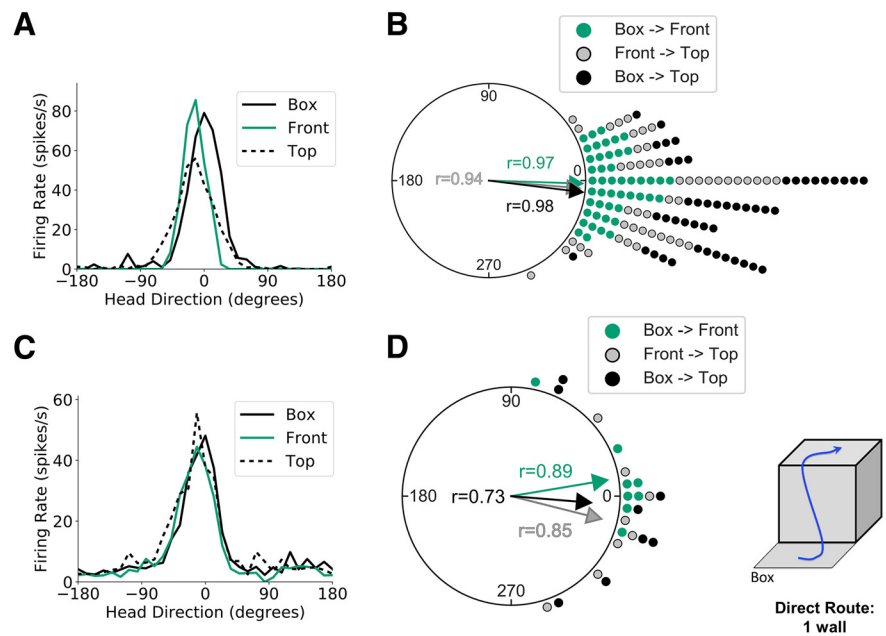 A
Firing Rate (spikes/s)
80
60
40
20
0
−180
−90
0
90
180
Head Direction (degrees)
Box
Front
Top
B
Box -> Front
Front -> Top
Box -> Top
90
180
0
270
r=0.97
r=0.94
r=0.98
C
Firing Rate (spikes/s)
60
40
20
0
−180
−90
0
90
180
Head Direction (degrees)
Box
Front
Top
D
Box -> Front
Front -> Top
Box -> Top
90
180
0
270
r=0.89
r=0.73
r=0.85
Box
Direct Route:
1 wall